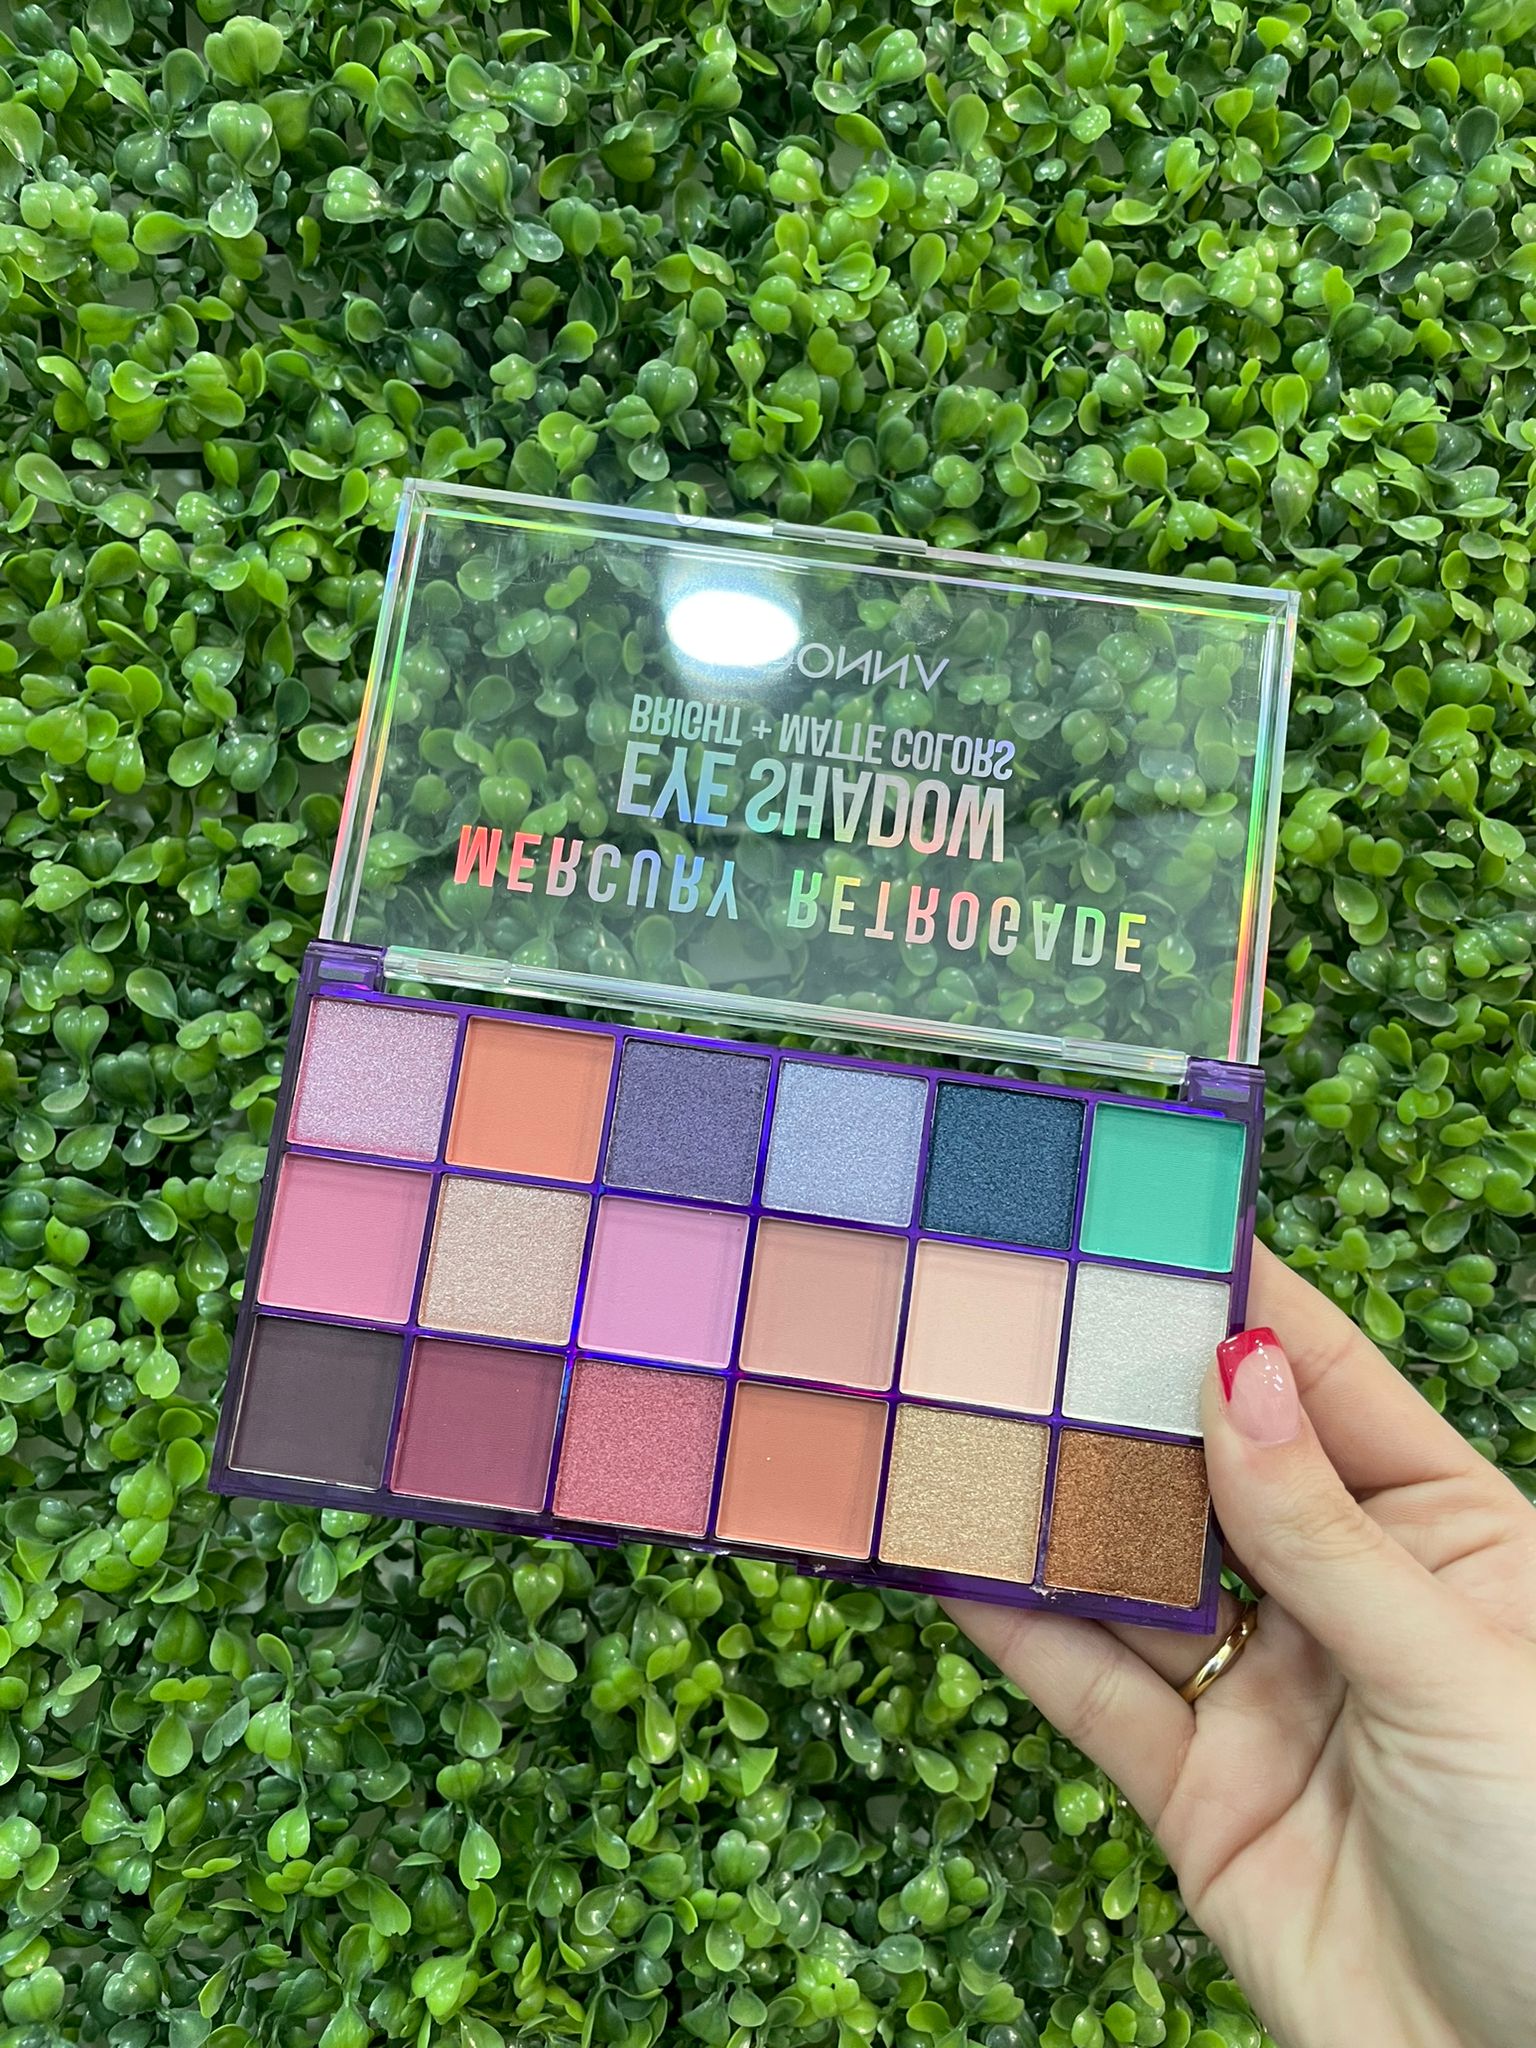 MERCURY RETROGADE
EYE SHADOW
BRIGHT + MATTE COLORS